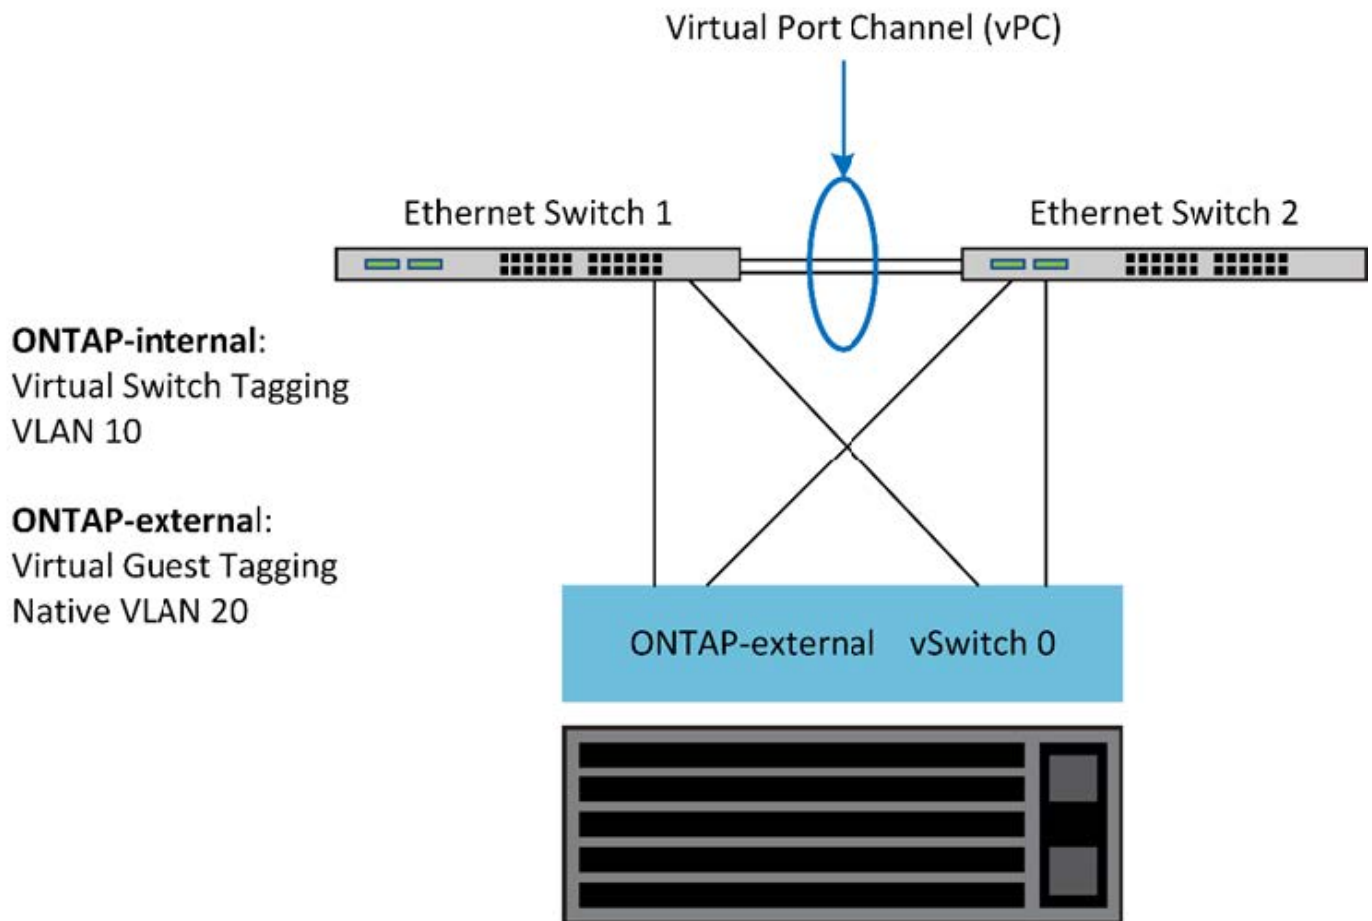 Virtual Port Channel (vPC)
Ethernet Switch 1
Ethernet Switch 2
ONTAP-internal:
Virtual Switch Tagging
VLAN 10
ONTAP-external:
Virtual Guest Tagging
Native VLAN 20
ONTAP-external vSwitch 0